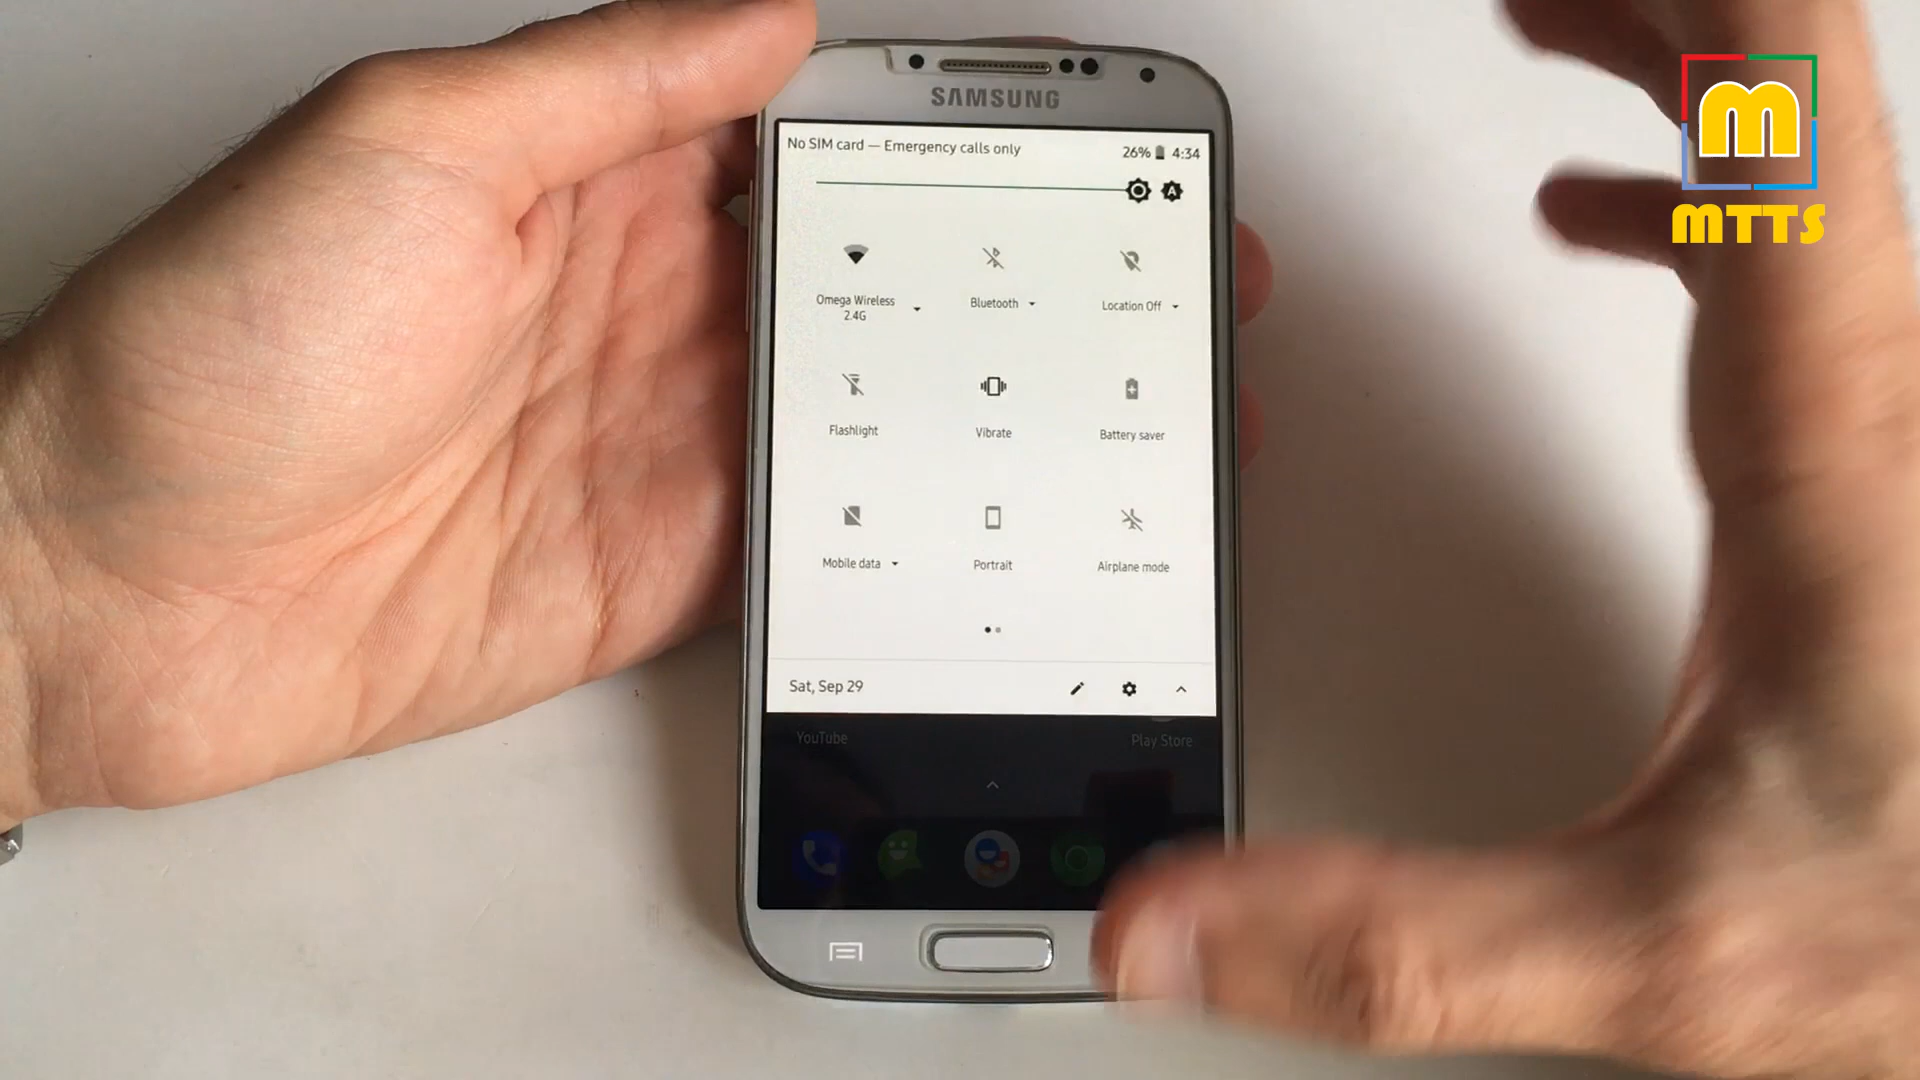 SAMSUNG
No SIM card — Emergency calls only 26% 4:34
A
Omega Wireless
2.4G
Bluetooth
Location Off
Flashlight
Vibrate
Battery saver
Mobile data
Portrait
Airplane mode
Sat, Sep 29
YouTube
Play Store
m
MTTS